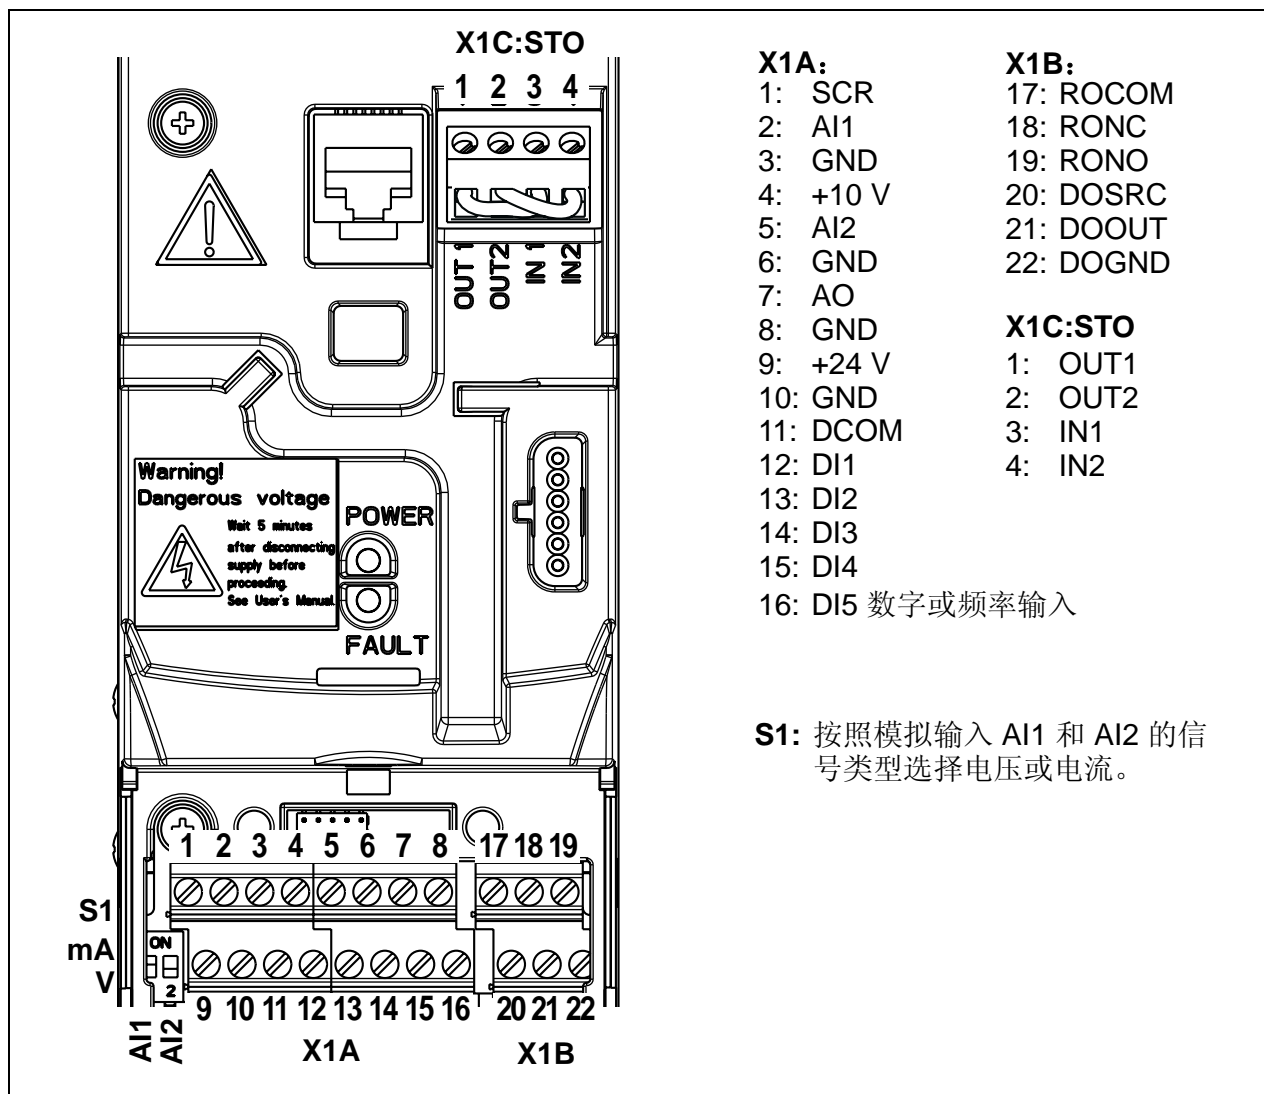 X1C:STO
1 2 3 4
OUT 1
OUT2
IN 1
IN2
Warning!
Dangerous voltage
Wait 5 minutes
after disconnecting
supply before
proceeding.
See User's Manual.
POWER
FAULT
1 2 3 4 5 6 7 8 17 18 19
S1
mA
V
ON
2
9 10 11 12 13 14 15 16 20 21 22
AI1
AI2
X1A
X1B
X1A：
1: SCR
2: AI1
3: GND
4: +10 V
5: AI2
6: GND
7: AO
8: GND
9: +24 V
10: GND
11: DCOM
12: DI1
13: DI2
14: DI3
15: DI4
16: DI5 数字或频率输入
X1B：
17: ROCOM
18: RONC
19: RONO
20: DOSRC
21: DOOUT
22: DOGND
X1C:STO
1: OUT1
2: OUT2
3: IN1
4: IN2
S1: 按照模拟输入 AI1 和 AI2 的信
号类型选择电压或电流。